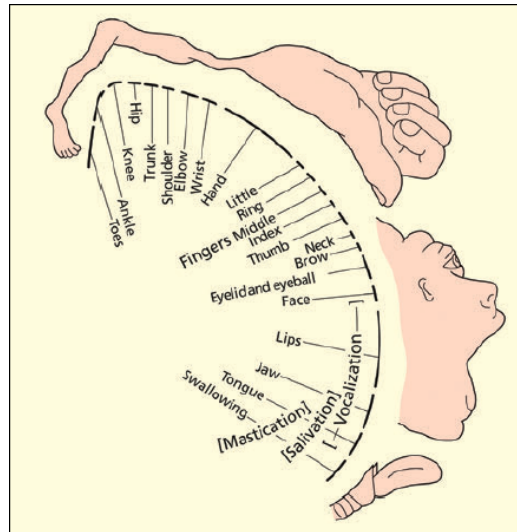 Toes
Ankle
Knee
Hip
Trunk
Shoulder
Elbow
Wrist
Hand
Little
Ring
Fingers Middle
Index
Thumb
Neck
Brow
Eyelid and eyeball
Face
Lips
Jaw
Tongue
Swallowing
[Mastication]
[Salivation]
[—Vocalization—]